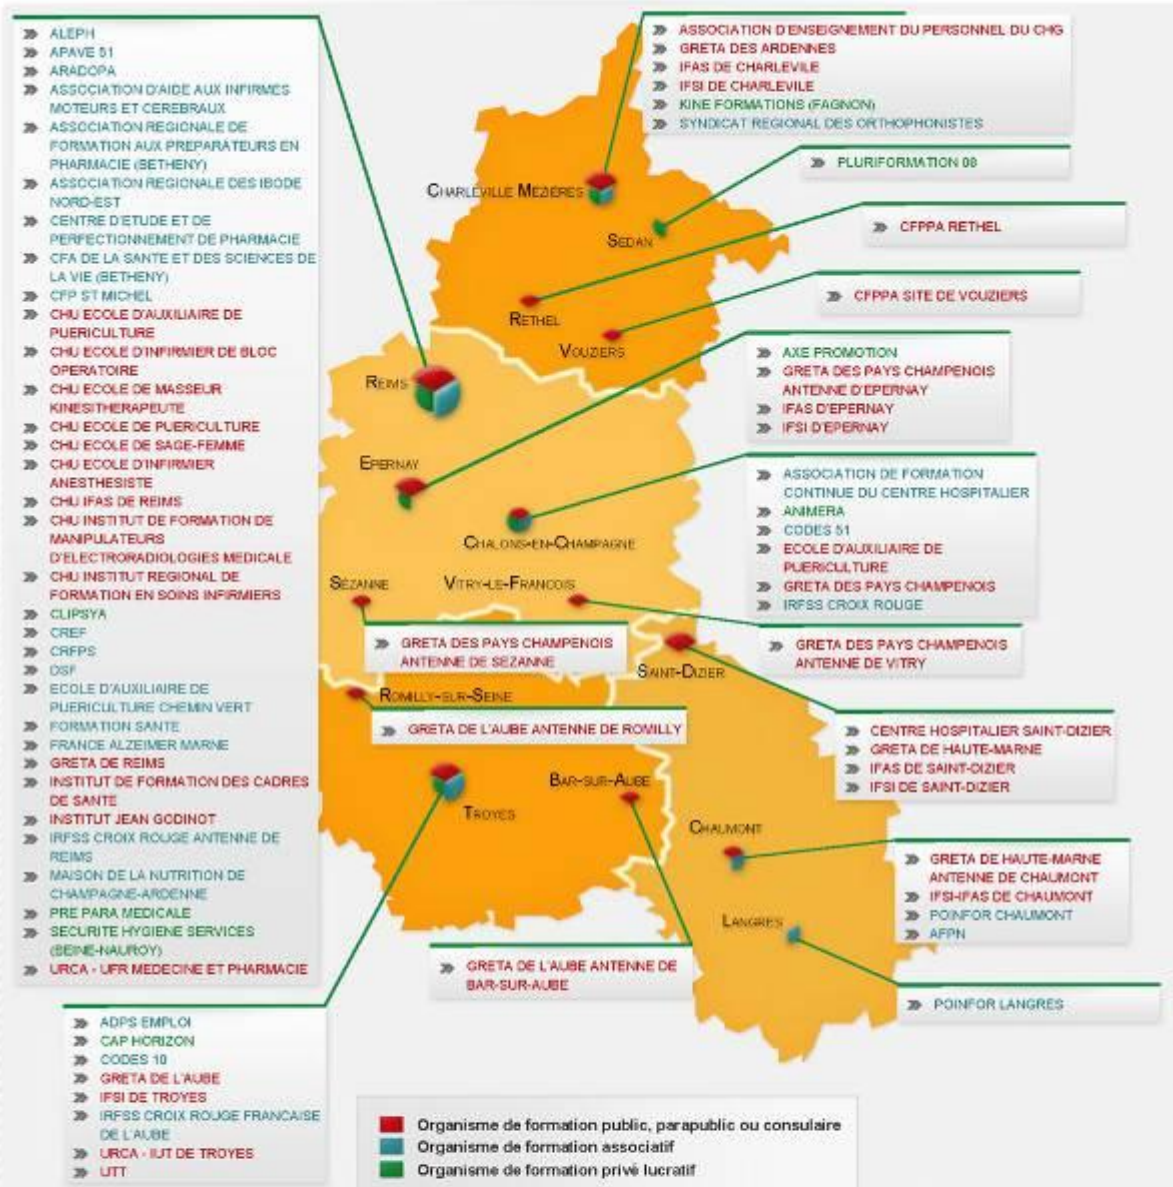 ALEPH
APAVE 51
ARADOPA
ASSOCIATION D'AIDE AUX INFIRMES
MOTEURS ET CEREBRAUX
ASSOCIATION REGIONALE DE
FORMATION AUX PREPARATEURS EN
PHARMACIE (BETHENY)
ASSOCIATION REGIONALE DES IBODE
NORD-EST
CENTRE D'ETUDE ET DE
PERFECTIONNEMENT DE PHARMACIE
CFA DE LA SANTE ET DES SCIENCES DE
LA VIE (BETHENY)
CFP ST MICHEL
CHU ECOLE D'AUXILIAIRE DE
PUERICULTURE
CHU ECOLE D'INFIRMIER DE BLOC
OPERATOIRE
CHU ECOLE DE MASSEUR
KINESITHERAPEUTE
CHU ECOLE DE PUERICULTURE
CHU ECOLE DE SAGE-FEMME
CHU ECOLE D'INFIRMIER
ANESTHESISTE
CHU IFAS DE REIMS
CHU INSTITUT DE FORMATION DE
MANIPULATEURS
D'ELECTRORADIOLOGIES MEDICALE
CHU INSTITUT REGIONAL DE
FORMATION EN SOINS INFIRMIERS
CLIPSYA
CREF
CRFPS
DSF
ECOLE D'AUXILIAIRE DE
PUERICULTURE CHEMIN VERT
FORMATION SANTE
FRANCE ALZEIMER MARNE
GRETA DE REIMS
INSTITUT DE FORMATION DES CADRES
DE SANTE
INSTITUT JEAN GODINOT
IRFSS CROIX ROUGE ANTENNE DE
REIMS
MAISON DE LA NUTRITION DE
CHAMPAGNE-ARDENNE
PRE PARA MEDICALE
SECURITE HYGIENE SERVICES
(BEINE-NAUROY)
URCA - UFR MEDECINE ET PHARMACIE
ASSOCIATION D'ENSEIGNEMENT DU PERSONNEL DU CHG
GRETA DES ARDENNES
IFAS DE CHARLEVILE
IFSI DE CHARLEVILE
KINE FORMATIONS (FAGNON)
SYNDICAT REGIONAL DES ORTHOPHONISTES
PLURIFORMATION 08
CHARLEVILLE MEZIÈRES
SEDAN
CFPPA RETHEL
RETHEL
CFPPA SITE DE VOUZIERS
VOUZIERS
AXE PROMOTION
GRETA DES PAYS CHAMPENOIS
ANTENNE D'EPERNAY
IFAS D'EPERNAY
IFSI D'EPERNAY
REIMS
EPERNAY
ASSOCIATION DE FORMATION
CONTINUE DU CENTRE HOSPITALIER
ANIMERA
CODES 51
ECOLE D'AUXILIAIRE DE
PUERICULTURE
GRETA DES PAYS CHAMPENOIS
IRFSS CROIX ROUGE
CHALONS-EN-CHAMPAGNE
SÉZANNE
VITRY-LE-FRANCOIS
GRETA DES PAYS CHAMPENOIS
ANTENNE DE SEZANNE
GRETA DES PAYS CHAMPENOIS
ANTENNE DE VITRY
SAINT-DIZIER
ROMILLY-SUR-SEINE
GRETA DE L'AUBE ANTENNE DE ROMILLY
CENTRE HOSPITALIER SAINT-DIZIER
GRETA DE HAUTE-MARNE
IFAS DE SAINT-DIZIER
IFSI DE SAINT-DIZIER
BAR-SUR-AUBE
TROYES
CHAUMONT
GRETA DE HAUTE-MARNE
ANTENNE DE CHAUMONT
IFSI-IFAS DE CHAUMONT
POINFOR CHAUMONT
AFPN
LANGRES
GRETA DE L'AUBE ANTENNE DE
BAR-SUR-AUBE
POINFOR LANGRES
ADPS EMPLOI
CAP HORIZON
CODES 10
GRETA DE L'AUBE
IFSI DE TROYES
IRFSS CROIX ROUGE FRANCAISE
DE L'AUBE
URCA - IUT DE TROYES
UTT
Organisme de formation public, parapublic ou consulaire
Organisme de formation associatif
Organisme de formation privé lucratif